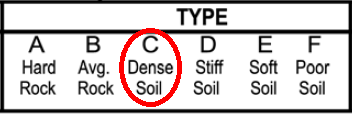 TYPE
A B C D E F
Hard Avg. Dense Stiff Soft Poor
Rock Rock Soil Soil Soil Soil